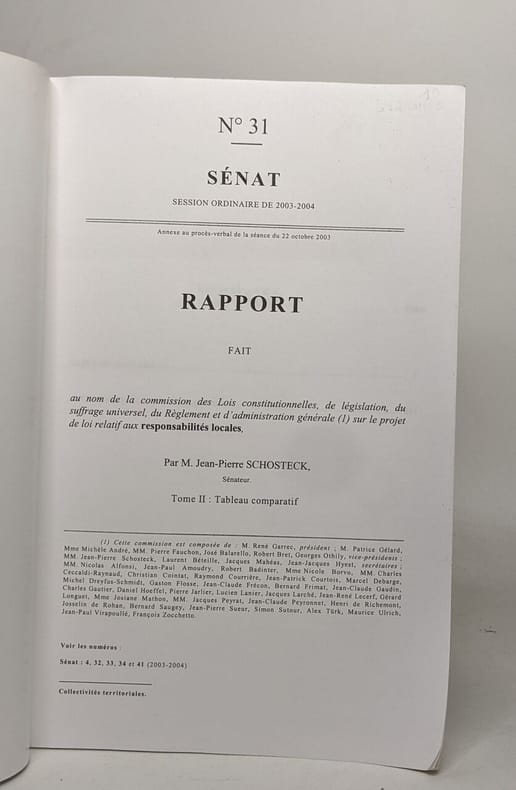 N° 31
SÉNAT
SESSION ORDINAIRE DE 2003-2004
Annexe au procès-verbal de la séance du 22 octobre 2003
RAPPORT
FAIT
au nom de la commission des Lois constitutionnelles, de législation, du
suffrage universel, du Règlement et d'administration générale (1) sur le projet
de loi relatif aux responsabilités locales,
Par M. Jean-Pierre SCHOSTECK,
Sénateur.
Tome II : Tableau comparatif
(1) Cette commission est composée de : M. René Garrec, président ; M. Patrice Gélard,
Mme Michèle André, MM. Pierre Fauchon, José Balarello, Robert Bret, Georges Othily, vice-présidents ;
MM. Jean-Pierre Schosteck, Laurent Béteille, Jacques Mahéas, Jean-Jacques Hyest, secrétaires ;
MM. Nicolas Alfonsi, Jean-Paul Amoudry, Robert Badinter, Mme Nicole Borvo, MM. Charles
Ceccaldi-Raynaud, Christian Cointat, Raymond Courrière, Jean-Patrick Courtois, Marcel Debarge,
Michel Dreyfus-Schmidt, Gaston Flosse, Jean-Claude Frécon, Bernard Frimat, Jean-Claude Gaudin,
Charles Gautier, Daniel Hoeffel, Pierre Jarlier, Lucien Lanier, Jacques Larché, Jean-René Lecerf, Gérard
Longuet, Mme Josiane Mathon, MM. Jacques Peyrat, Jean-Claude Peyronnet, Henri de Richemont,
Josselin de Rohan, Bernard Saugey, Jean-Pierre Sueur, Simon Sutour, Alex Türk, Maurice Ulrich,
Jean-Paul Virapoullé, François Zocchetto.
Voir les numéros :
Sénat : 4, 32, 33, 34 et 41 (2003-2004)
Collectivités territoriales.